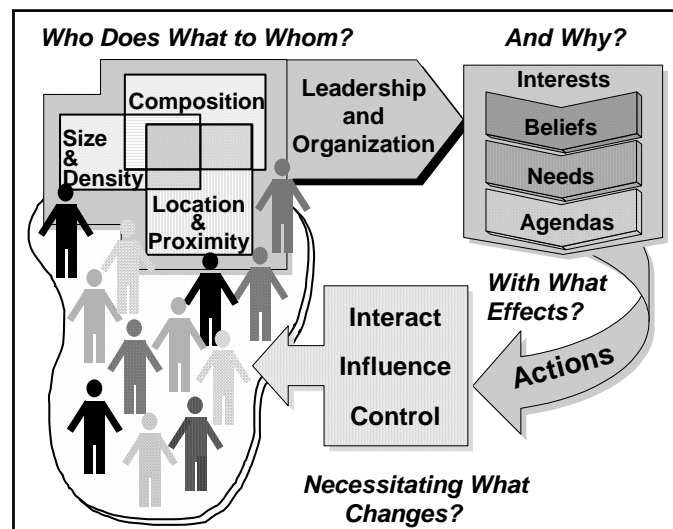 Who Does What to Whom?
And Why?
Composition
Size
&
Density
Location
&
Proximity
Leadership
and
Organization
Interests
Beliefs
Needs
Agendas
With What
Effects?
Actions
Interact
Influence
Control
Necessitating What
Changes?